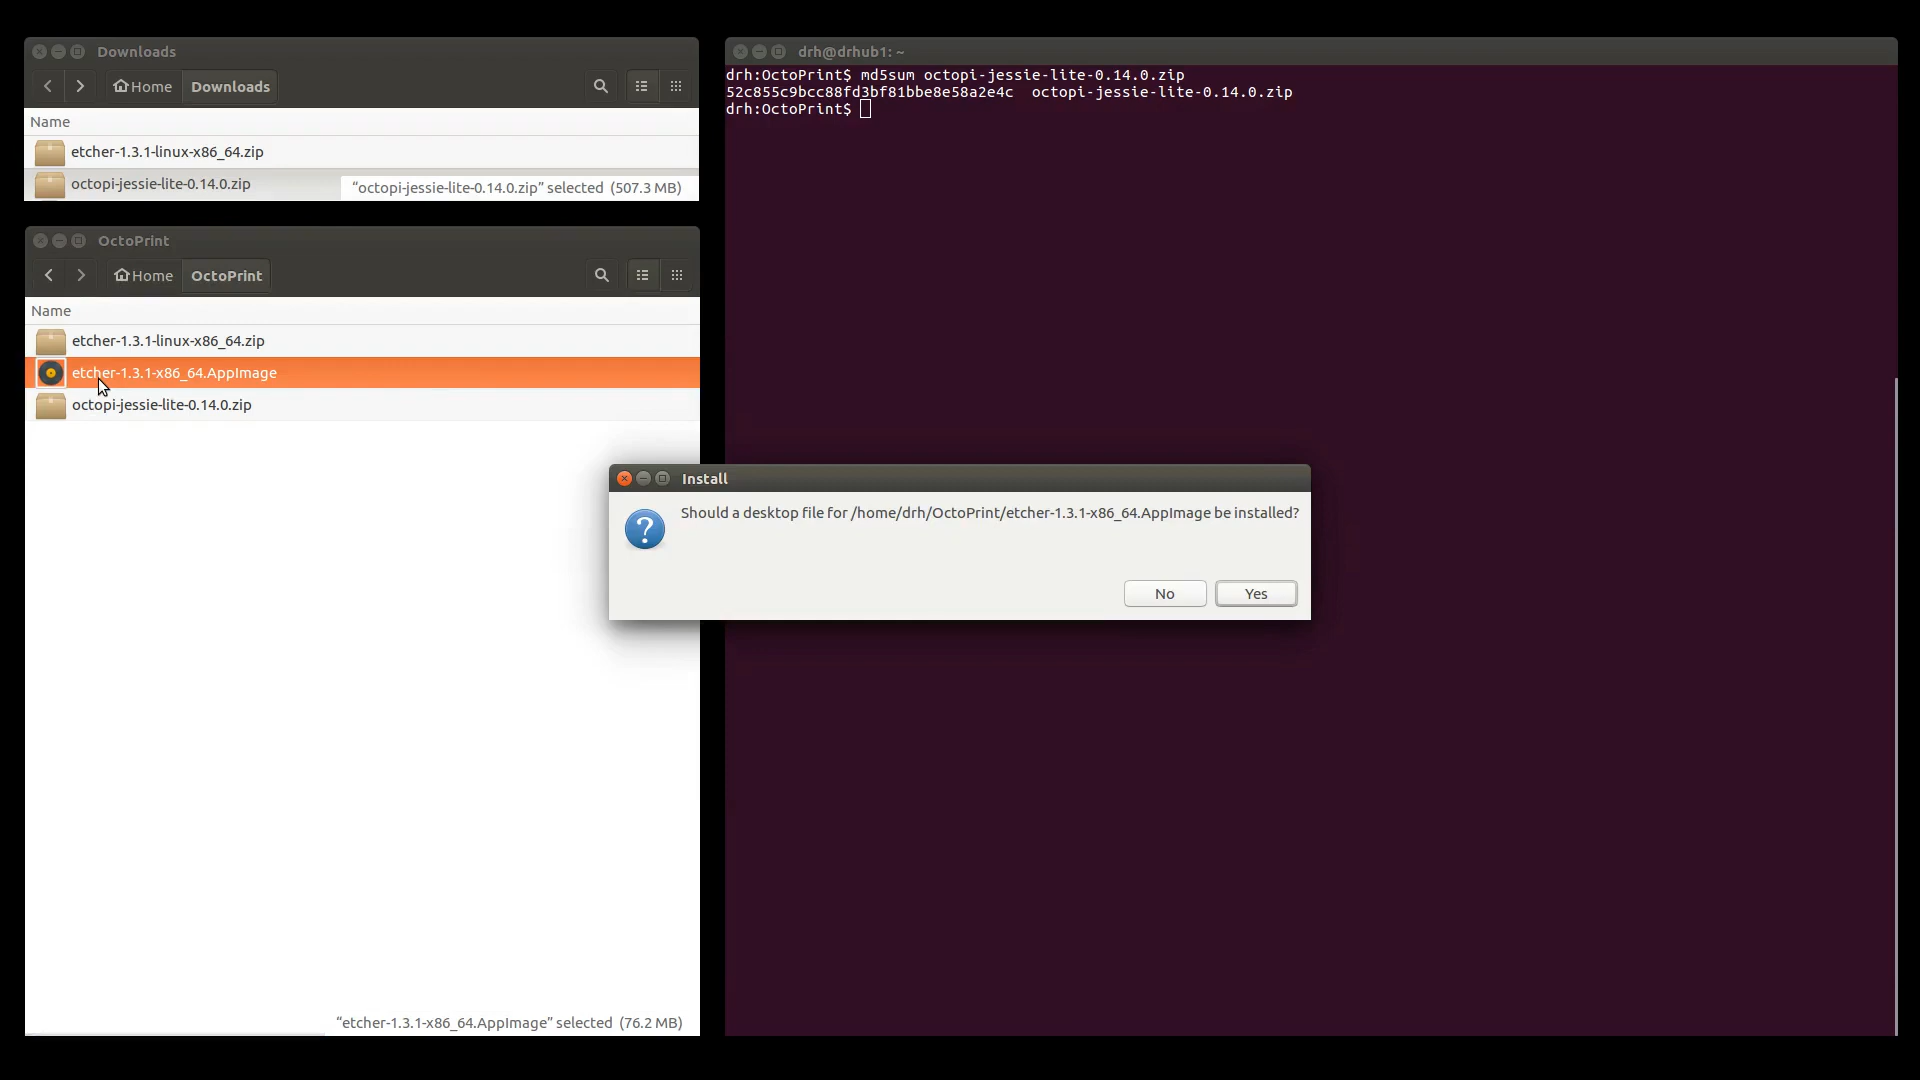 Downloads
Home
Downloads
Name
etcher-1.3.1-linux-x86_64.zip
octopi-jessie-lite-0.14.0.zip
“octopi-jessie-lite-0.14.0.zip” selected (507.3 MB)
OctoPrint
Home
OctoPrint
Name
etcher-1.3.1-linux-x86_64.zip
etcher-1.3.1-x86_64.AppImage
octopi-jessie-lite-0.14.0.zip
“etcher-1.3.1-x86_64.AppImage” selected (76.2 MB)
drh@drhub1: ~
drh:OctoPrint$ md5sum octopi-jessie-lite-0.14.0.zip
52c855c9bcc88fd3bf81bbe8e58a2e4c  octopi-jessie-lite-0.14.0.zip
drh:OctoPrint$
Install
Should a desktop file for /home/drh/OctoPrint/etcher-1.3.1-x86_64.AppImage be installed?
No
Yes